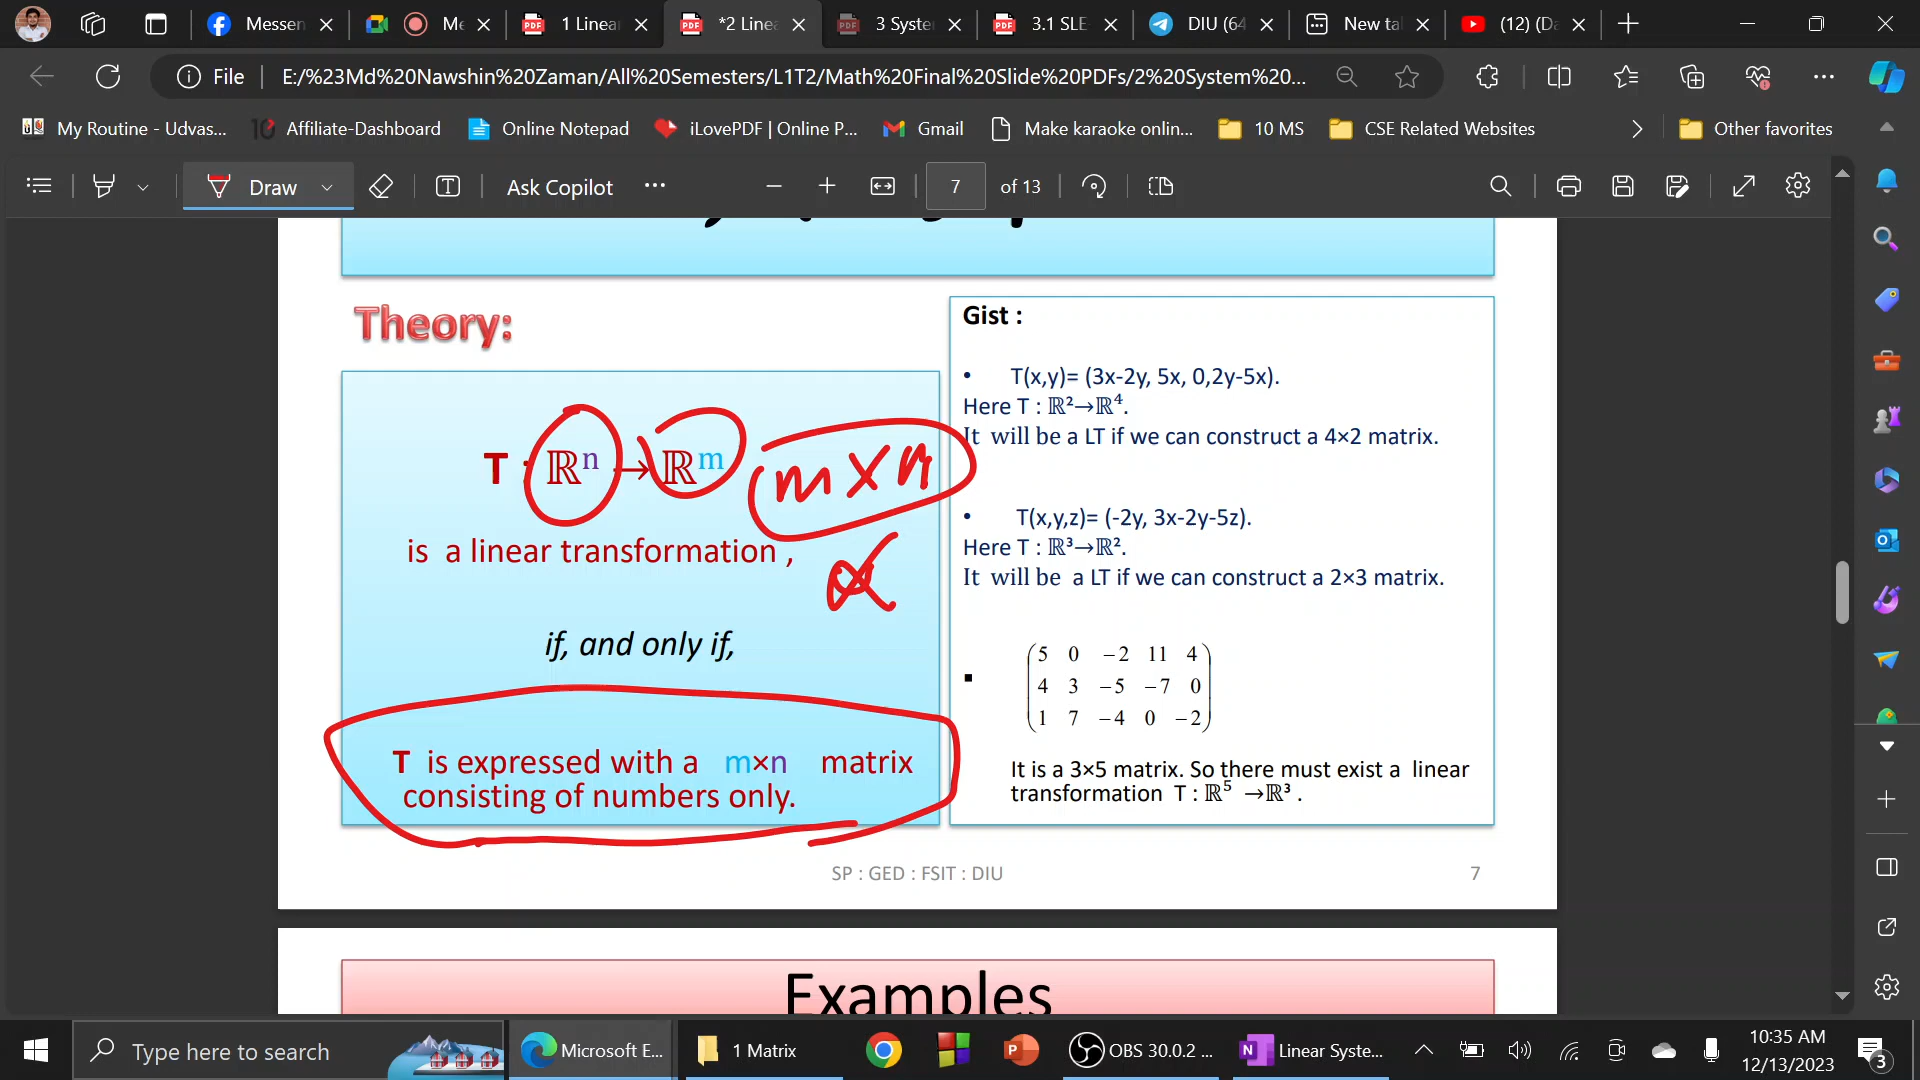 Messen
Me
1 Linear
*2 Linea
3 Syste
3.1 SLE
DIU (64
New tab
(12) (Da
File
E:/%23Md%20Nawshin%20Zaman/All%20Semesters/L1T2/Math%20Final%20Slide%20PDFs/2%20System%20...
My Routine - Udvas...
Affiliate-Dashboard
Online Notepad
iLovePDF | Online P...
Gmail
Make karaoke onlin...
10 MS
CSE Related Websites
Other favorites
Draw
Ask Copilot
7
of 13
Theory:
T : ℝⁿ → ℝᵐ
m × n
is a linear transformation ,
if, and only if,
T is expressed with a m×n matrix
consisting of numbers only.
Gist :
• T(x,y)= (3x-2y, 5x, 0,2y-5x).
Here T : ℝ²→ℝ⁴.
It will be a LT if we can construct a 4×2 matrix.
• T(x,y,z)= (-2y, 3x-2y-5z).
Here T : ℝ³→ℝ².
It will be a LT if we can construct a 2×3 matrix.
5 0 −2 11 4
4 3 −5 −7 0
1 7 −4 0 −2
It is a 3×5 matrix. So there must exist a linear
transformation T : ℝ⁵ →ℝ³ .
SP : GED : FSIT : DIU
7
Examples
Type here to search
Microsoft E...
1 Matrix
OBS 30.0.2 ...
Linear Syste...
10:35 AM
12/13/2023
3